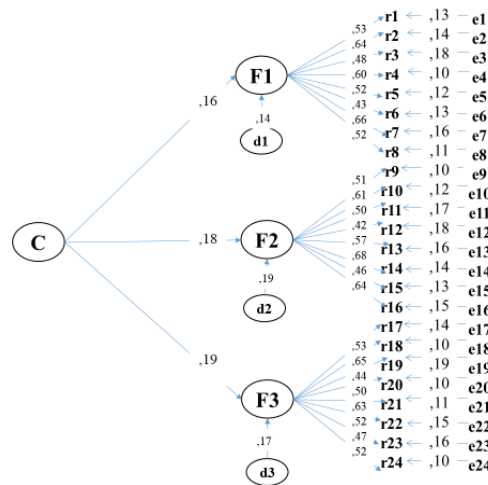 r1 ,13 e1
,53 r2 ,14 e2
,64 r3 ,18 e3
,48
F1 ,60 r4 ,10 e4
,52 r5 ,12 e5
,16 ,43 r6 ,13 e6
,66 r7 ,16 e7
,14 ,52
d1 r8 ,11 e8
r9 ,10 e9
,51 r10 ,12 e10
,61 r11 ,17 e11
,50
,42 r12 ,18 e12
C ,18 F2 ,57 r13 ,16 e13
,68
,46 r14 ,14 e14
,19 ,64 r15 ,13 e15
d2 r16 ,15 e16
r17 ,14 e17
,53 r18 ,10 e18
,19 ,65 r19 ,19 e19
,44
,50 r20 ,10 e20
F3 ,63 r21 ,11 e21
,52 r22 ,15 e22
,17 ,47 r23 ,16 e23
,52
d3 r24 ,10 e24